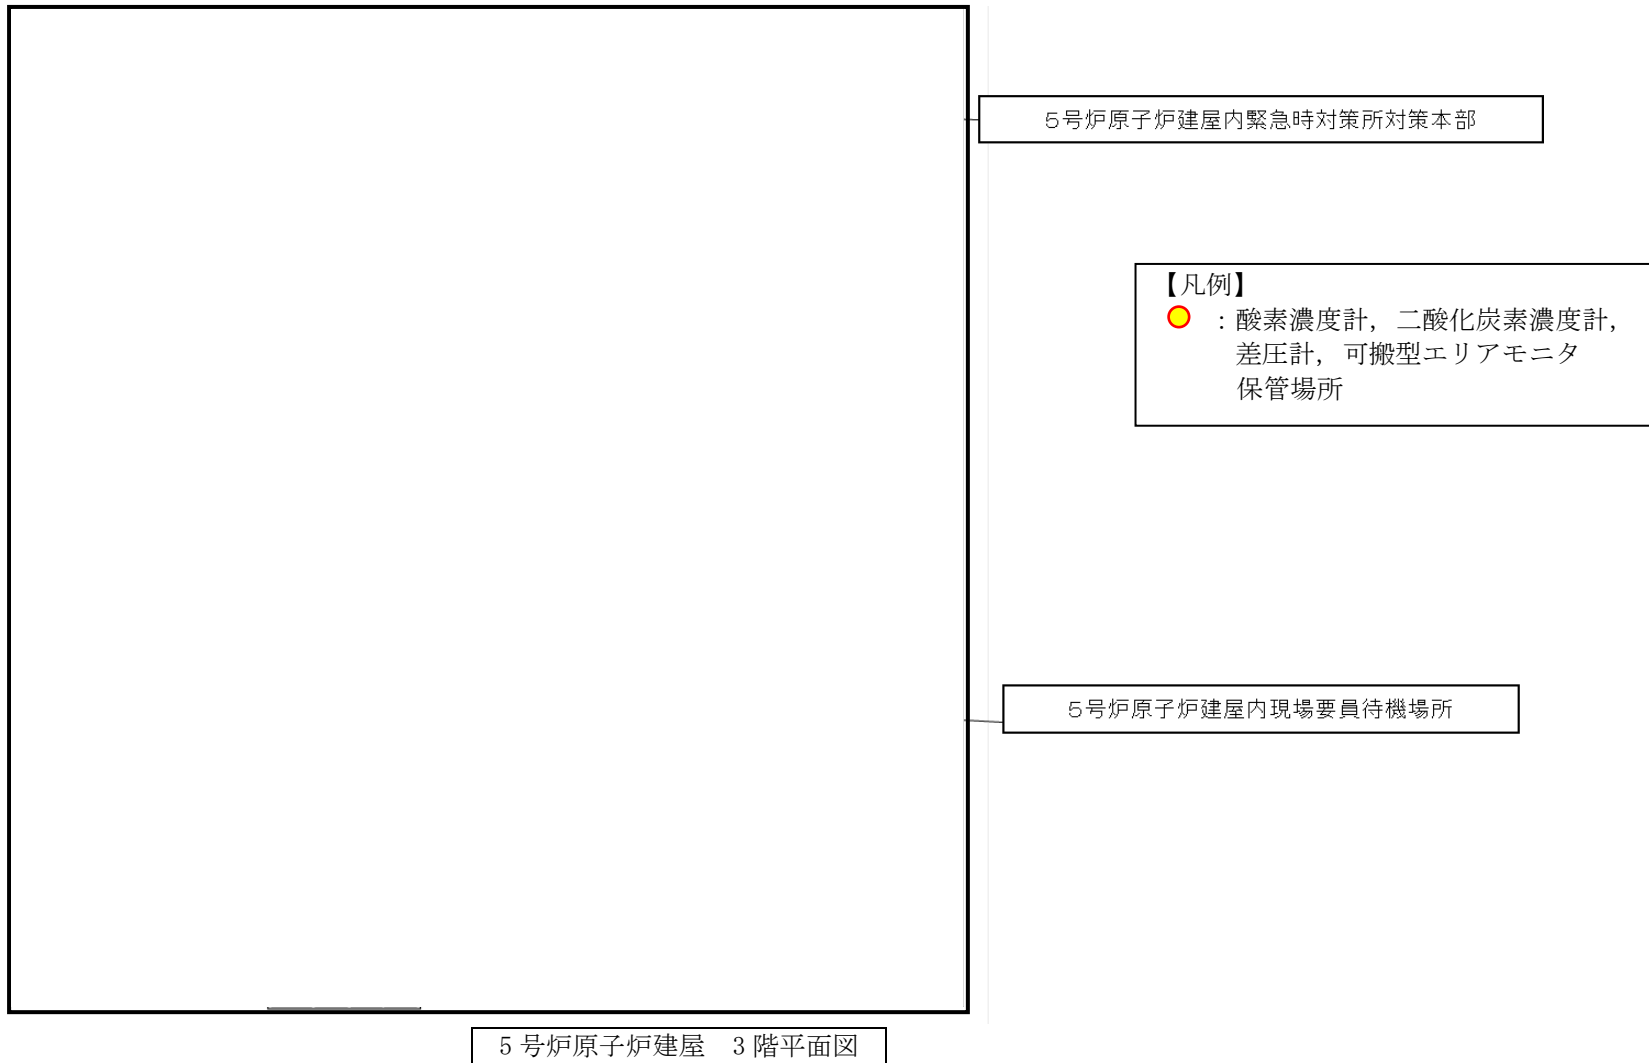 5号炉原子炉建屋内緊急時対策所対策本部
【凡例】
：酸素濃度計，二酸化炭素濃度計，
差圧計，可搬型エリアモニタ
保管場所
5号炉原子炉建屋内現場要員待機場所
5号炉原子炉建屋　3階平面図